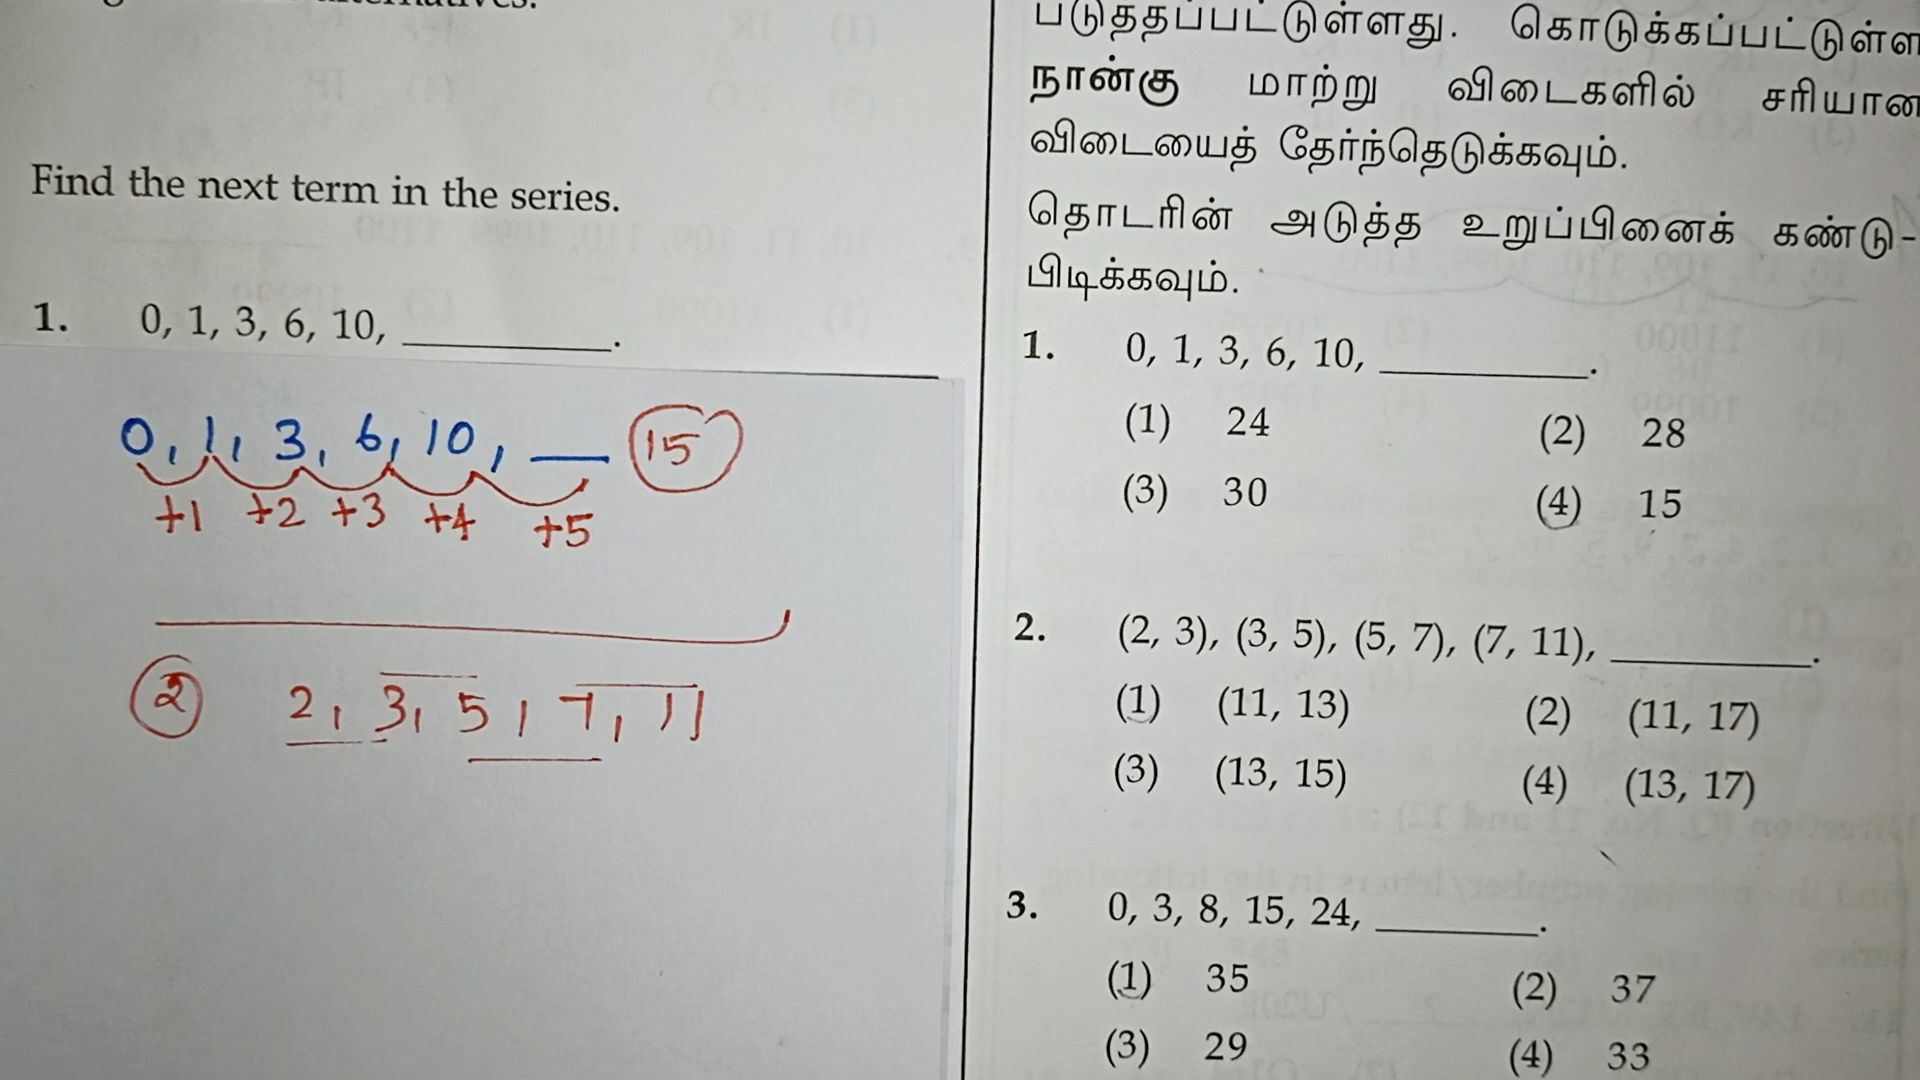 Find the next term in the series.
1. 0, 1, 3, 6, 10, __________.
0, 1, 3, 6, 10, __ 15
+1 +2 +3 +4 +5
2 2, 3, 5, 7, 11
படுத்தப்பட்டுள்ளது. கொடுக்கப்பட்டுள்ள
நான்கு மாற்று விடைகளில் சரியான
விடையைத் தேர்ந்தெடுக்கவும்.
தொடரின் அடுத்த உறுப்பினைக் கண்டு-
பிடிக்கவும்.
1. 0, 1, 3, 6, 10, __________.
(1) 24 (2) 28
(3) 30 (4) 15
2. (2, 3), (3, 5), (5, 7), (7, 11), __________.
(1) (11, 13) (2) (11, 17)
(3) (13, 15) (4) (13, 17)
3. 0, 3, 8, 15, 24, ________.
(1) 35 (2) 37
(3) 29 (4) 33